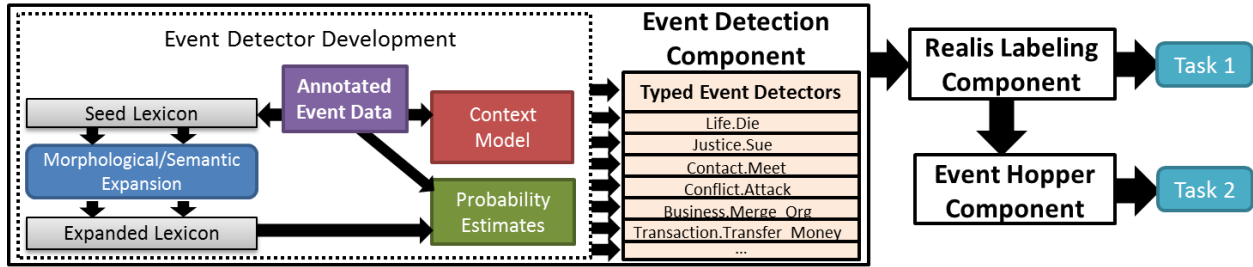 Event Detector Development
Annotated
Event Data
Seed Lexicon
Morphological/Semantic
Expansion
Expanded Lexicon
Context
Model
Probability
Estimates
Event Detection
Component
Typed Event Detectors
Life.Die
Justice.Sue
Contact.Meet
Conflict.Attack
Business.Merge_Org
Transaction.Transfer_Money
...
Realis Labeling
Component
Task 1
Event Hopper
Component
Task 2